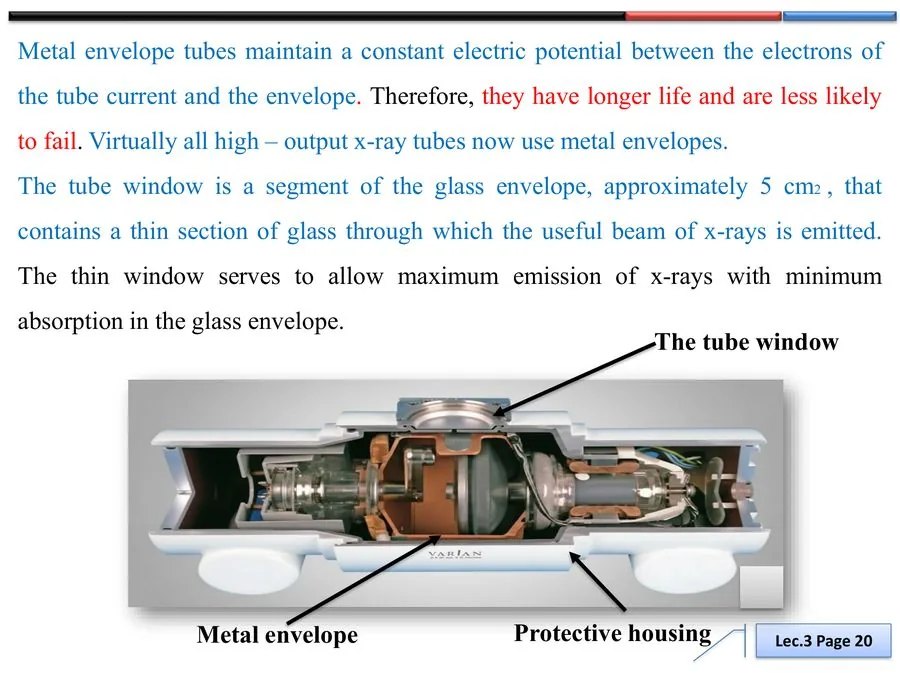 Metal envelope tubes maintain a constant electric potential between the electrons of
the tube current and the envelope. Therefore, they have longer life and are less likely
to fail. Virtually all high – output x-ray tubes now use metal envelopes.
The tube window is a segment of the glass envelope, approximately 5 cm2 , that
contains a thin section of glass through which the useful beam of x-rays is emitted.
The thin window serves to allow maximum emission of x-rays with minimum
absorption in the glass envelope.
The tube window
VARIAN
Metal envelope
Protective housing
Lec.3 Page 20